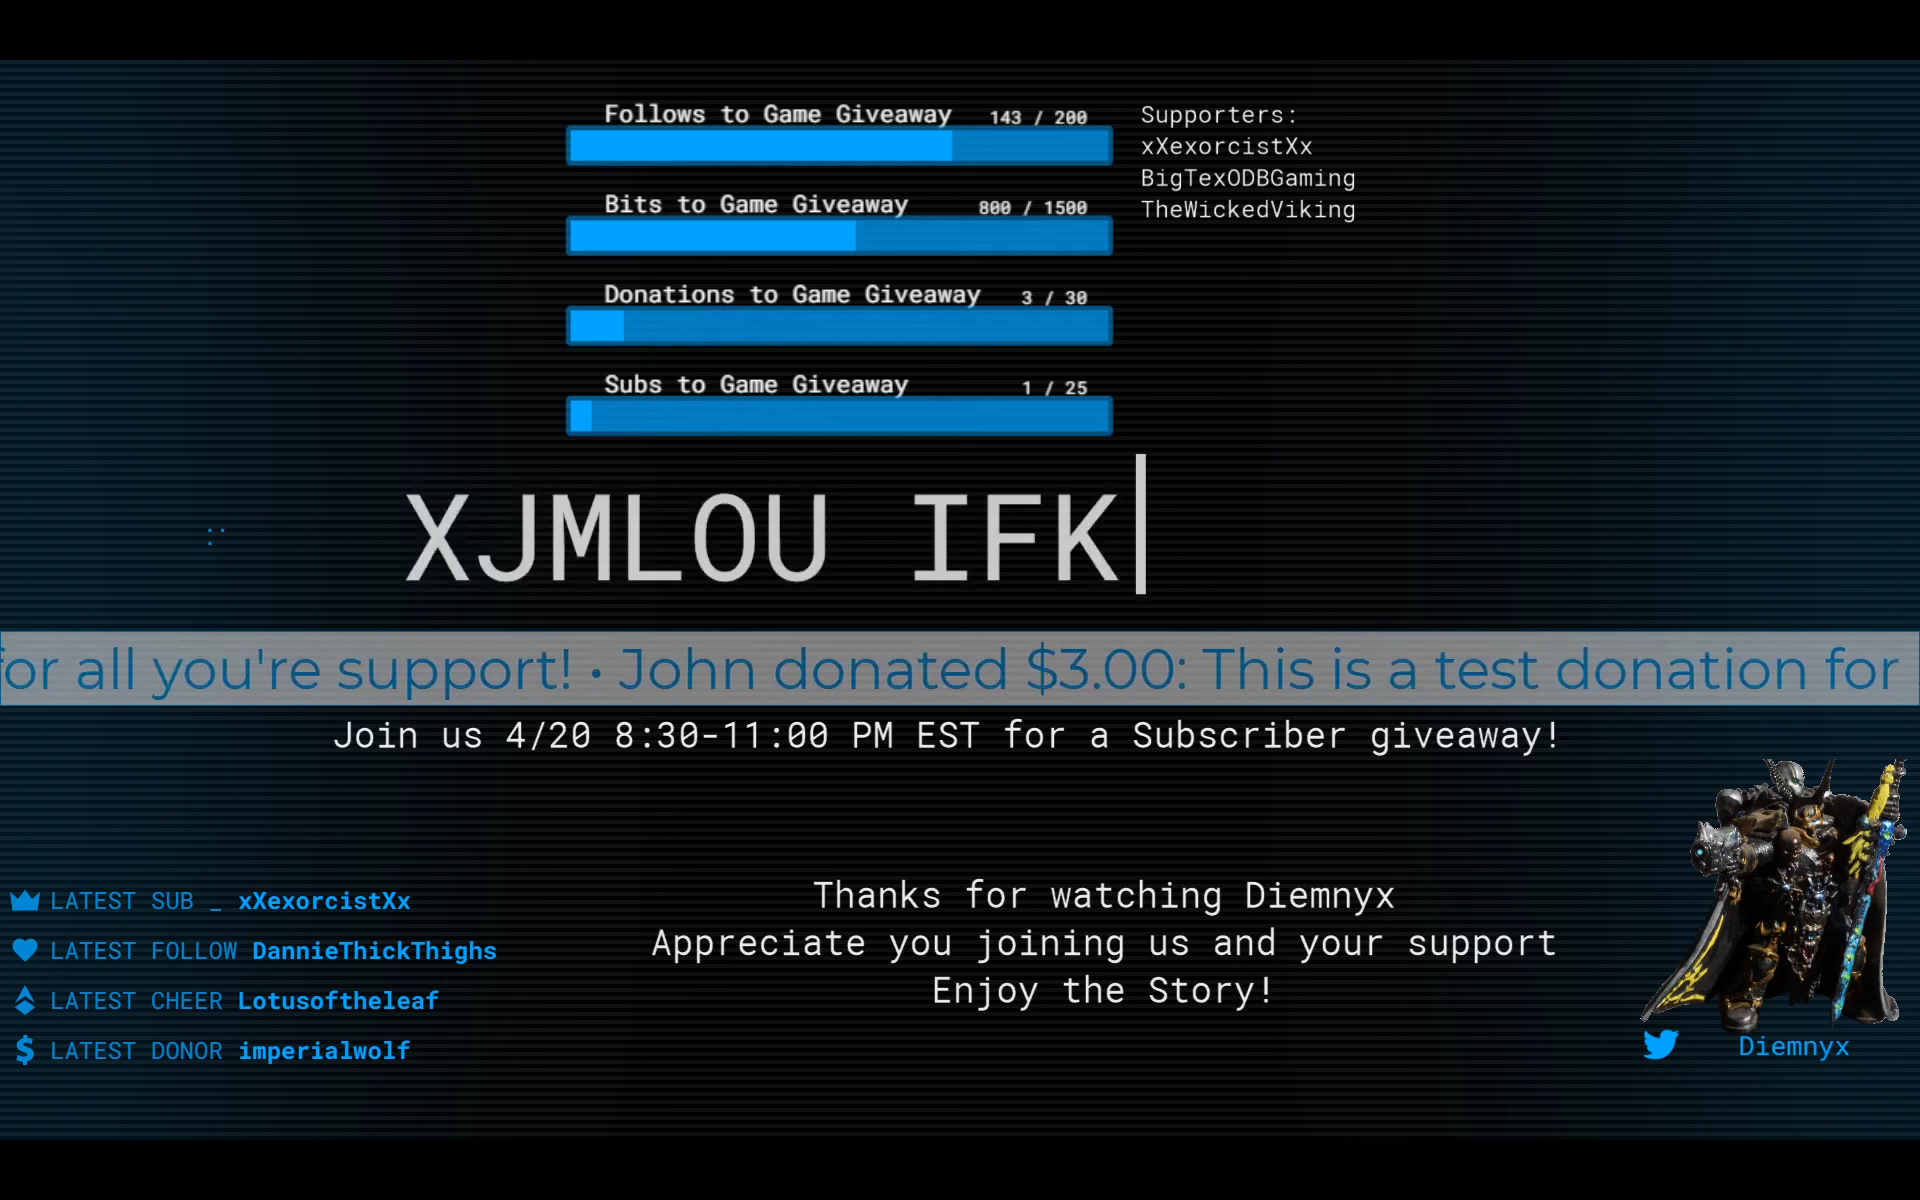 Follows to Game Giveaway 143 / 200
Bits to Game Giveaway 800 / 1500
Donations to Game Giveaway 3 / 30
Subs to Game Giveaway 1 / 25
Supporters:
xXexorcistXx
BigTexODBGaming
TheWickedViking
XJMLOU IFK
for all you're support! • John donated $3.00: This is a test donation for
Join us 4/20 8:30-11:00 PM EST for a Subscriber giveaway!
LATEST SUB _ xXexorcistXx
LATEST FOLLOW DannieThickThighs
LATEST CHEER Lotusoftheleaf
LATEST DONOR imperialwolf
Thanks for watching Diemnyx
Appreciate you joining us and your support
Enjoy the Story!
Diemnyx